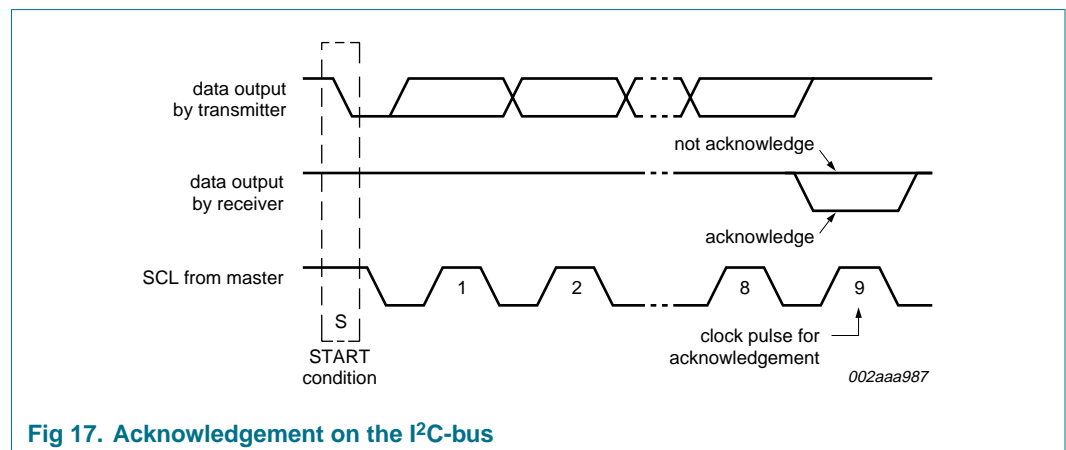 data output
by transmitter
not acknowledge
data output
by receiver
acknowledge
SCL from master
1
2
8
9
S
START
condition
clock pulse for
acknowledgement
002aaa987
Fig 17. Acknowledgement on the I²C-bus